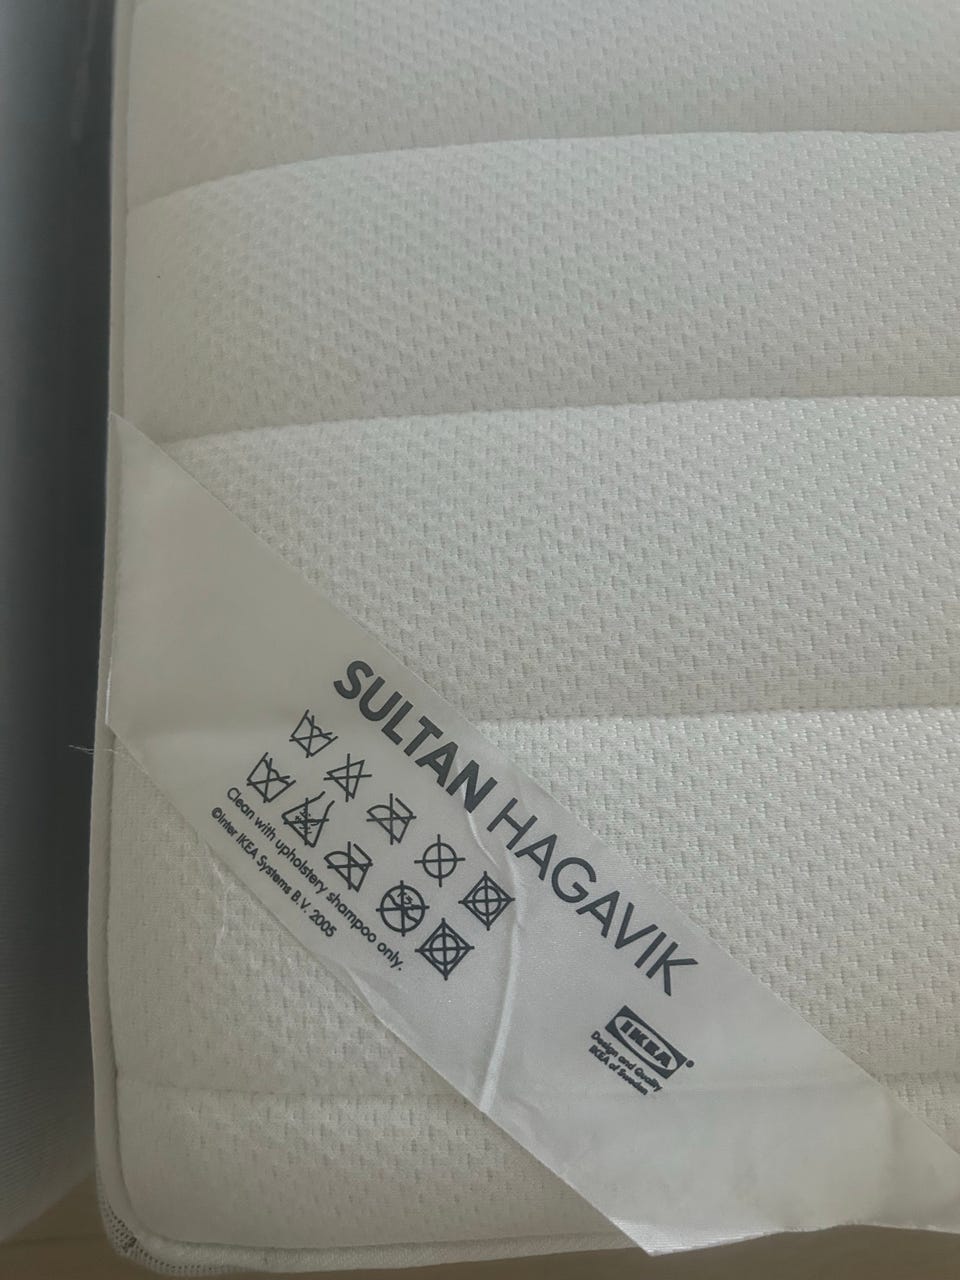 SULTAN HAGAVIK
Clean with upholstery shampoo only.
©Inter IKEA Systems B.V. 2005
IKEA®
Design and Quality
IKEA of Sweden